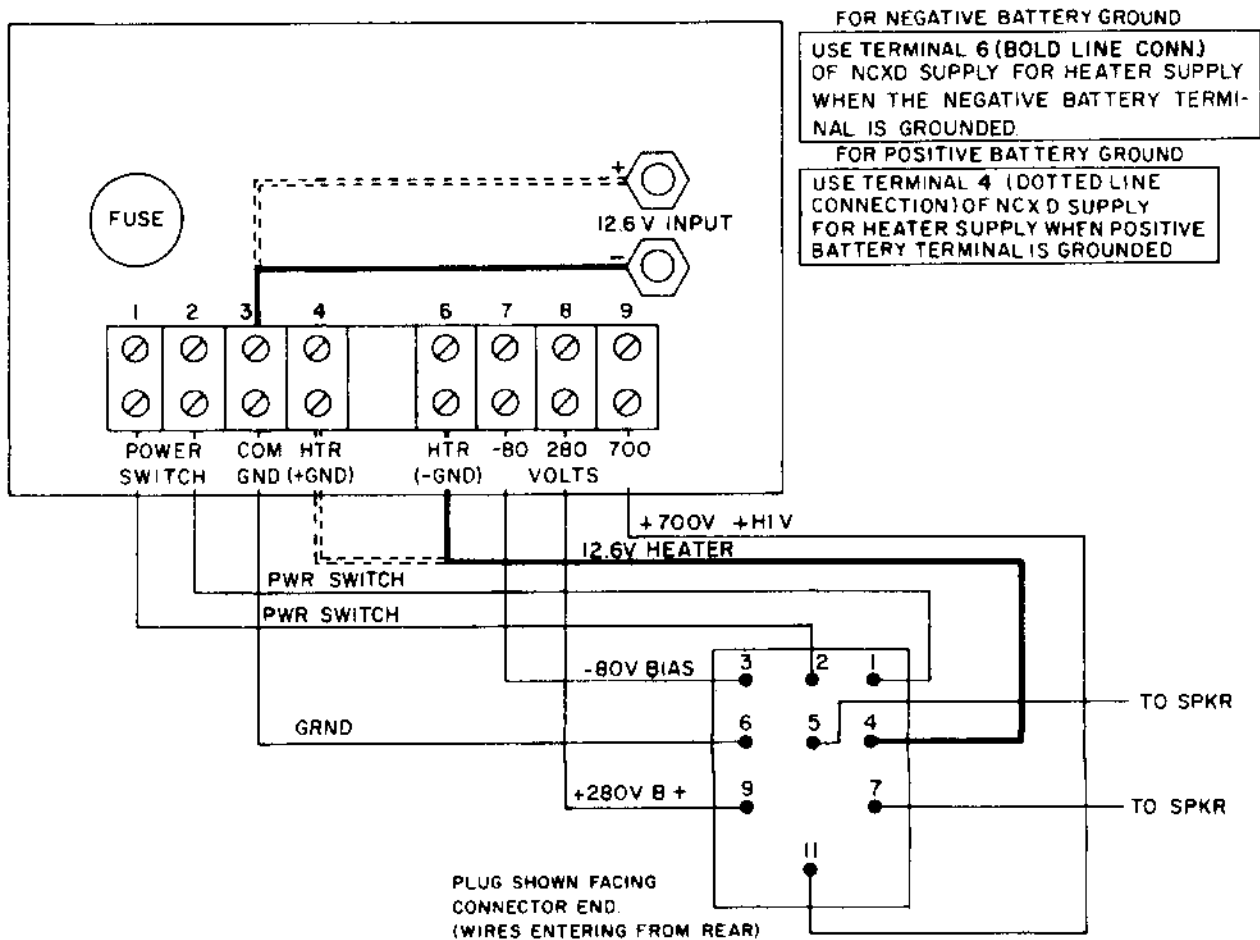 FOR NEGATIVE BATTERY GROUND
USE TERMINAL 6 (BOLD LINE CONN.)
OF NCXD SUPPLY FOR HEATER SUPPLY
WHEN THE NEGATIVE BATTERY TERMI-
NAL IS GROUNDED.
FOR POSITIVE BATTERY GROUND
USE TERMINAL 4 (DOTTED LINE
CONNECTION) OF NCXD SUPPLY
FOR HEATER SUPPLY WHEN POSITIVE
BATTERY TERMINAL IS GROUNDED
FUSE
+
12.6 V INPUT
-
1 2 3 4 6 7 8 9
POWER COM HTR HTR -80 280 700
SWITCH GND (+GND) (-GND) VOLTS
+700V +H1V
12.6V HEATER
PWR SWITCH
PWR SWITCH
3 2 1
-80V BIAS
TO SPKR
6 5 4
GRND
9 7
+280V B+
TO SPKR
11
PLUG SHOWN FACING
CONNECTOR END.
(WIRES ENTERING FROM REAR)